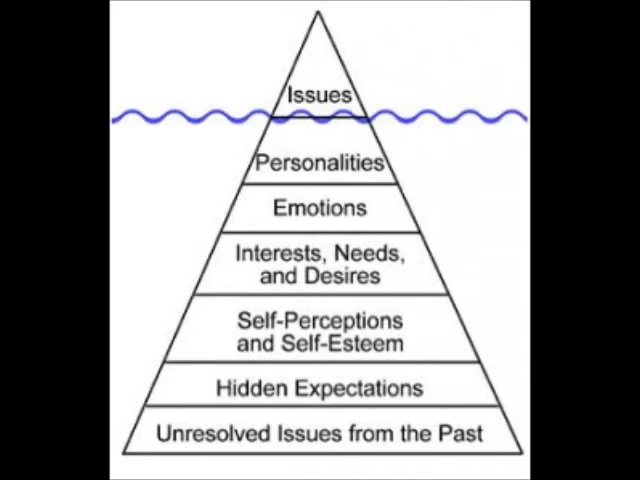 Issues
Personalities
Emotions
Interests, Needs,
and Desires
Self-Perceptions
and Self-Esteem
Hidden Expectations
Unresolved Issues from the Past